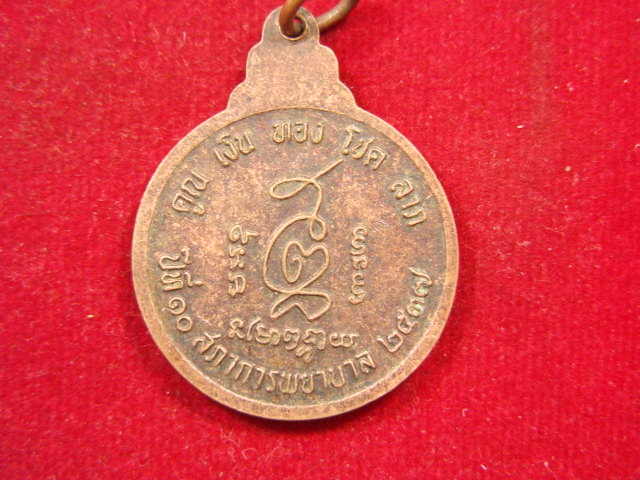 คูณ เงิน ทอง โชค ลาภ
ปีที่ ๑๐ สภาการพยาบาล ๒๕๓๗